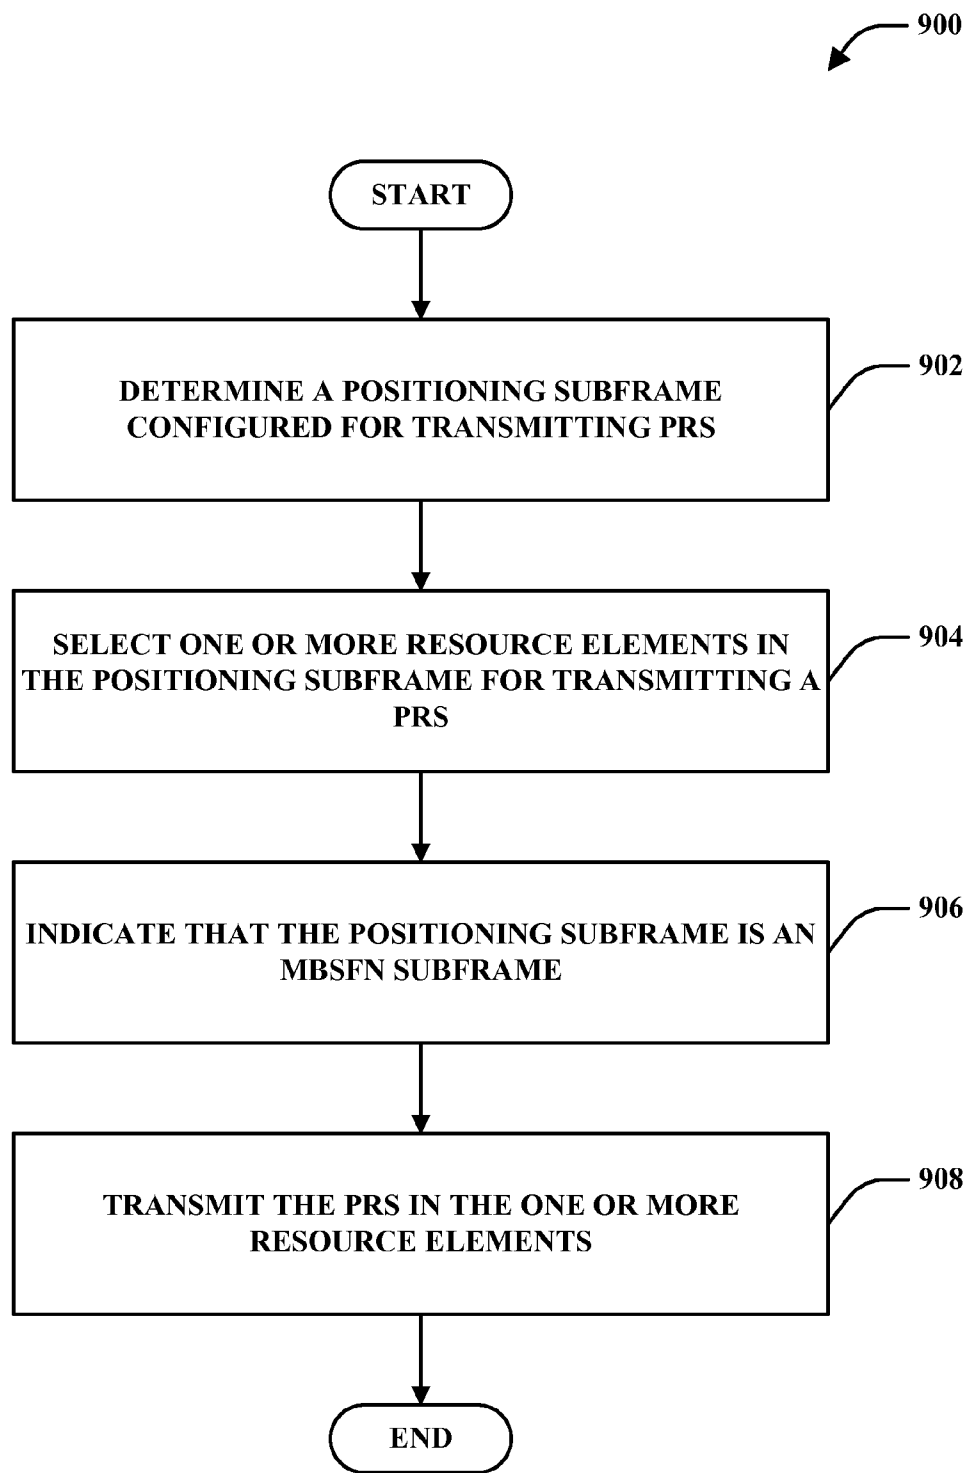 900
START
902
DETERMINE A POSITIONING SUBFRAME
CONFIGURED FOR TRANSMITTING PRS
904
SELECT ONE OR MORE RESOURCE ELEMENTS IN
THE POSITIONING SUBFRAME FOR TRANSMITTING A
PRS
906
INDICATE THAT THE POSITIONING SUBFRAME IS AN
MBSFN SUBFRAME
908
TRANSMIT THE PRS IN THE ONE OR MORE
RESOURCE ELEMENTS
END